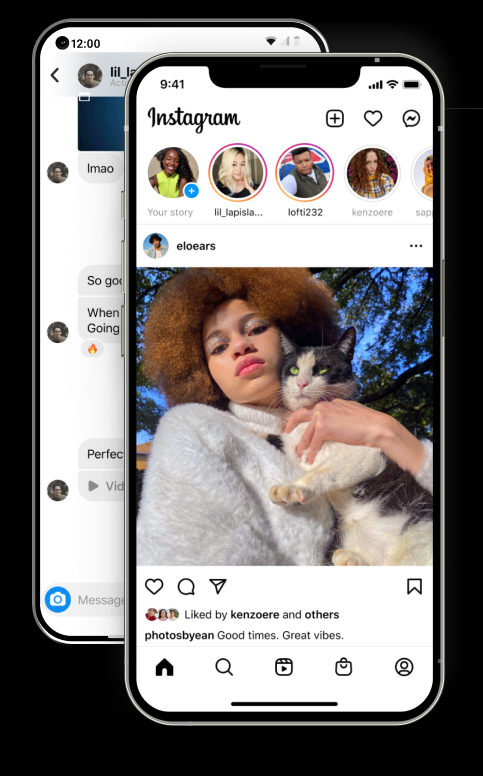 12:00
lil_la
Act
lmao
So goo
When
Going
Perfec
Vid
Message
9:41
Instagram
Your story
lil_lapisla...
lofti232
kenzoere
sap
eloears
Liked by kenzoere and others
photosbyean Good times. Great vibes.